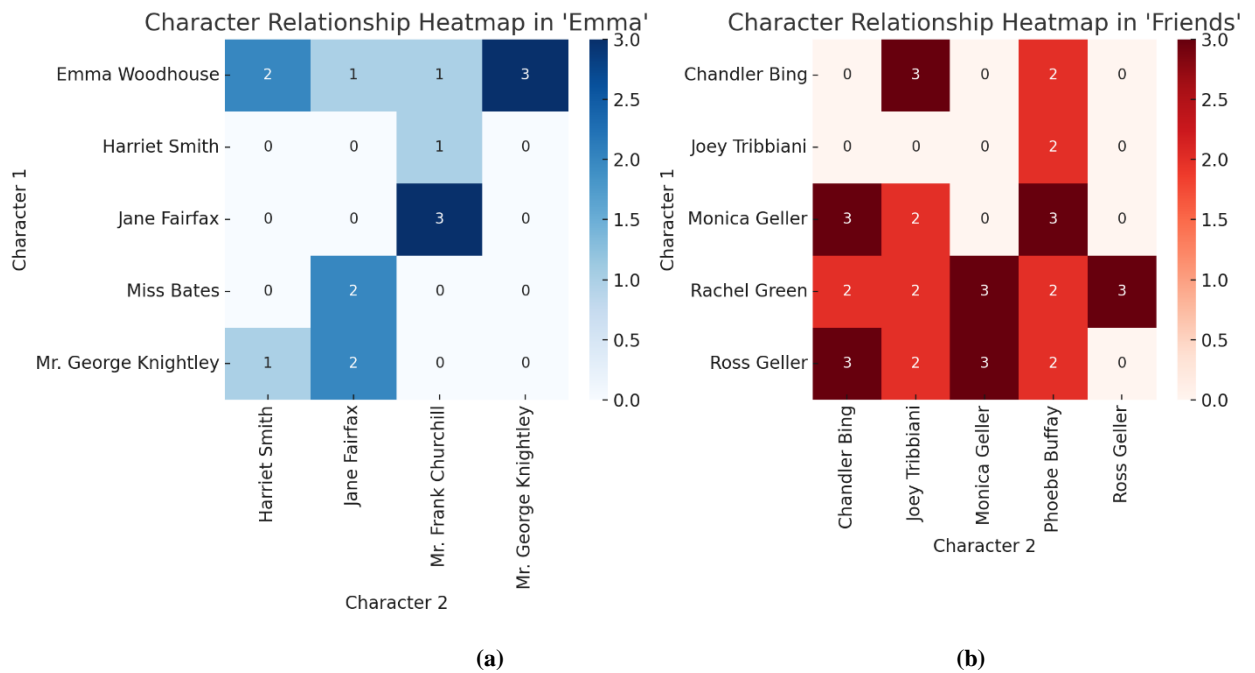 Character Relationship Heatmap in 'Emma'
Character 1
Emma Woodhouse 2 1 1 3
Harriet Smith 0 0 1 0
Jane Fairfax 0 0 3 0
Miss Bates 0 2 0 0
Mr. George Knightley 1 2 0 0
Harriet Smith
Jane Fairfax
Mr. Frank Churchill
Mr. George Knightley
Character 2
3.0
2.5
2.0
1.5
1.0
0.5
0.0
(a)
Character Relationship Heatmap in 'Friends'
Character 1
Chandler Bing 0 3 0 2 0
Joey Tribbiani 0 0 0 2 0
Monica Geller 3 2 0 3 0
Rachel Green 2 2 3 2 3
Ross Geller 3 2 3 2 0
Chandler Bing
Joey Tribbiani
Monica Geller
Phoebe Buffay
Ross Geller
Character 2
3.0
2.5
2.0
1.5
1.0
0.5
0.0
(b)